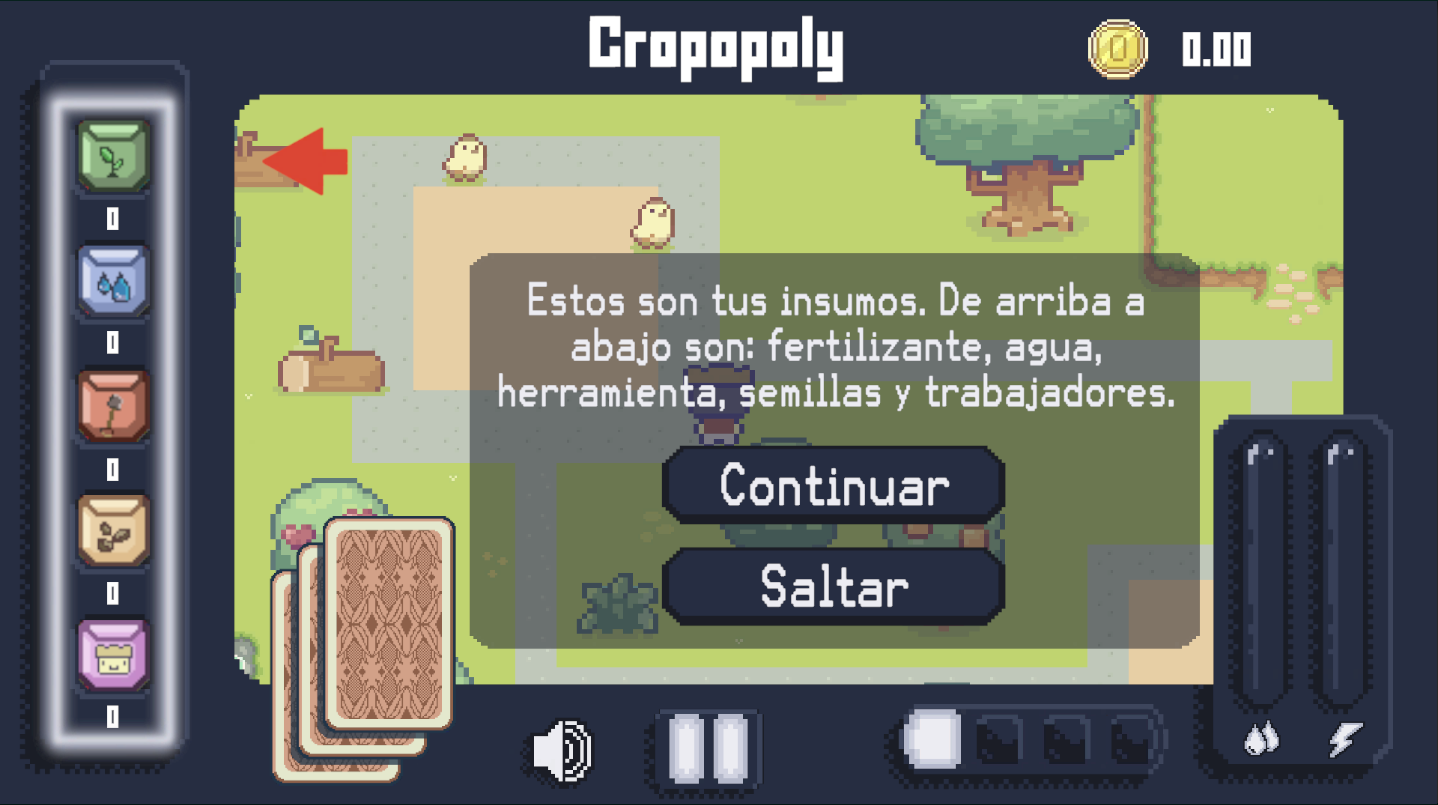 Cropopoly
0.00
0
0
0
0
0
Estos son tus insumos. De arriba a
abajo son: fertilizante, agua,
herramienta, semillas y trabajadores.
Continuar
Saltar